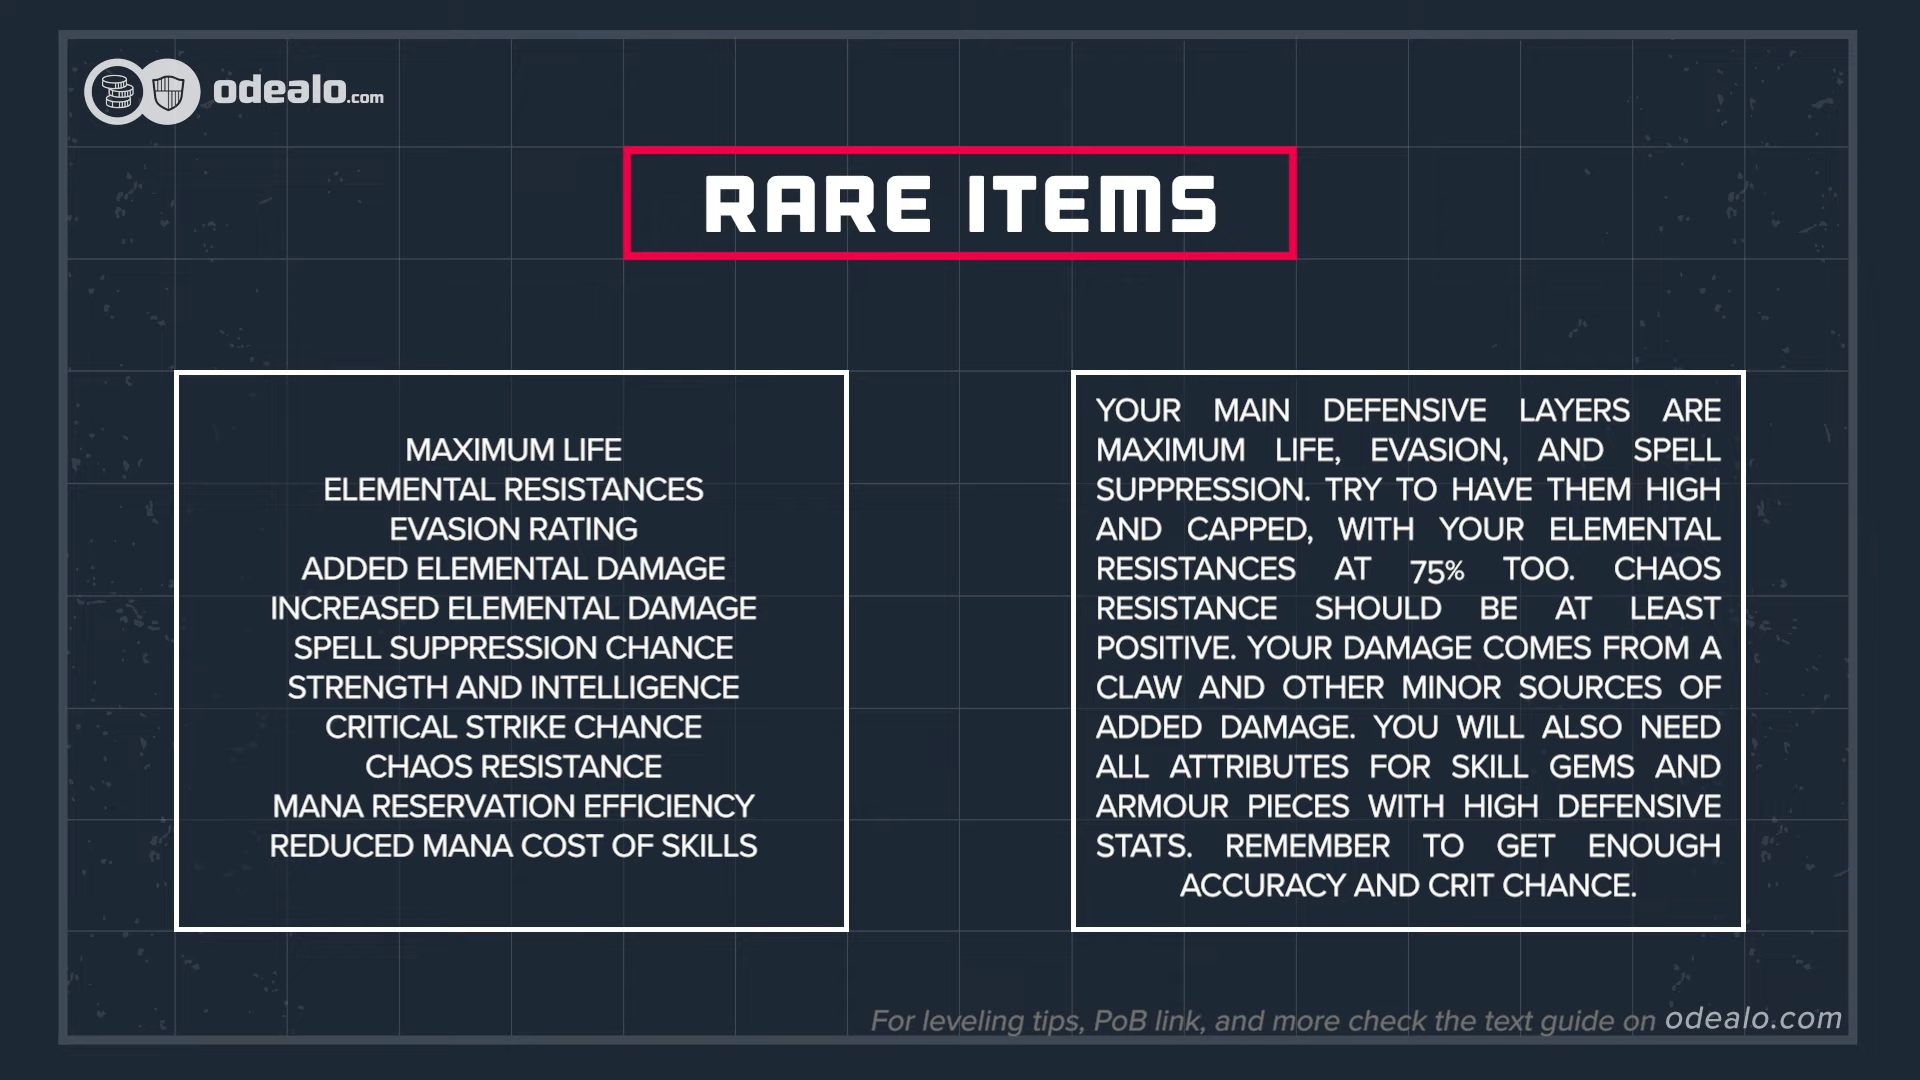 odealo.com
RARE ITEMS
MAXIMUM LIFE
ELEMENTAL RESISTANCES
EVASION RATING
ADDED ELEMENTAL DAMAGE
INCREASED ELEMENTAL DAMAGE
SPELL SUPPRESSION CHANCE
STRENGTH AND INTELLIGENCE
CRITICAL STRIKE CHANCE
CHAOS RESISTANCE
MANA RESERVATION EFFICIENCY
REDUCED MANA COST OF SKILLS
YOUR MAIN DEFENSIVE LAYERS ARE
MAXIMUM LIFE, EVASION, AND SPELL
SUPPRESSION. TRY TO HAVE THEM HIGH
AND CAPPED, WITH YOUR ELEMENTAL
RESISTANCES AT 75% TOO. CHAOS
RESISTANCE SHOULD BE AT LEAST
POSITIVE. YOUR DAMAGE COMES FROM A
CLAW AND OTHER MINOR SOURCES OF
ADDED DAMAGE. YOU WILL ALSO NEED
ALL ATTRIBUTES FOR SKILL GEMS AND
ARMOUR PIECES WITH HIGH DEFENSIVE
STATS. REMEMBER TO GET ENOUGH
ACCURACY AND CRIT CHANCE.
For leveling tips, PoB link, and more check the text guide on odealo.com